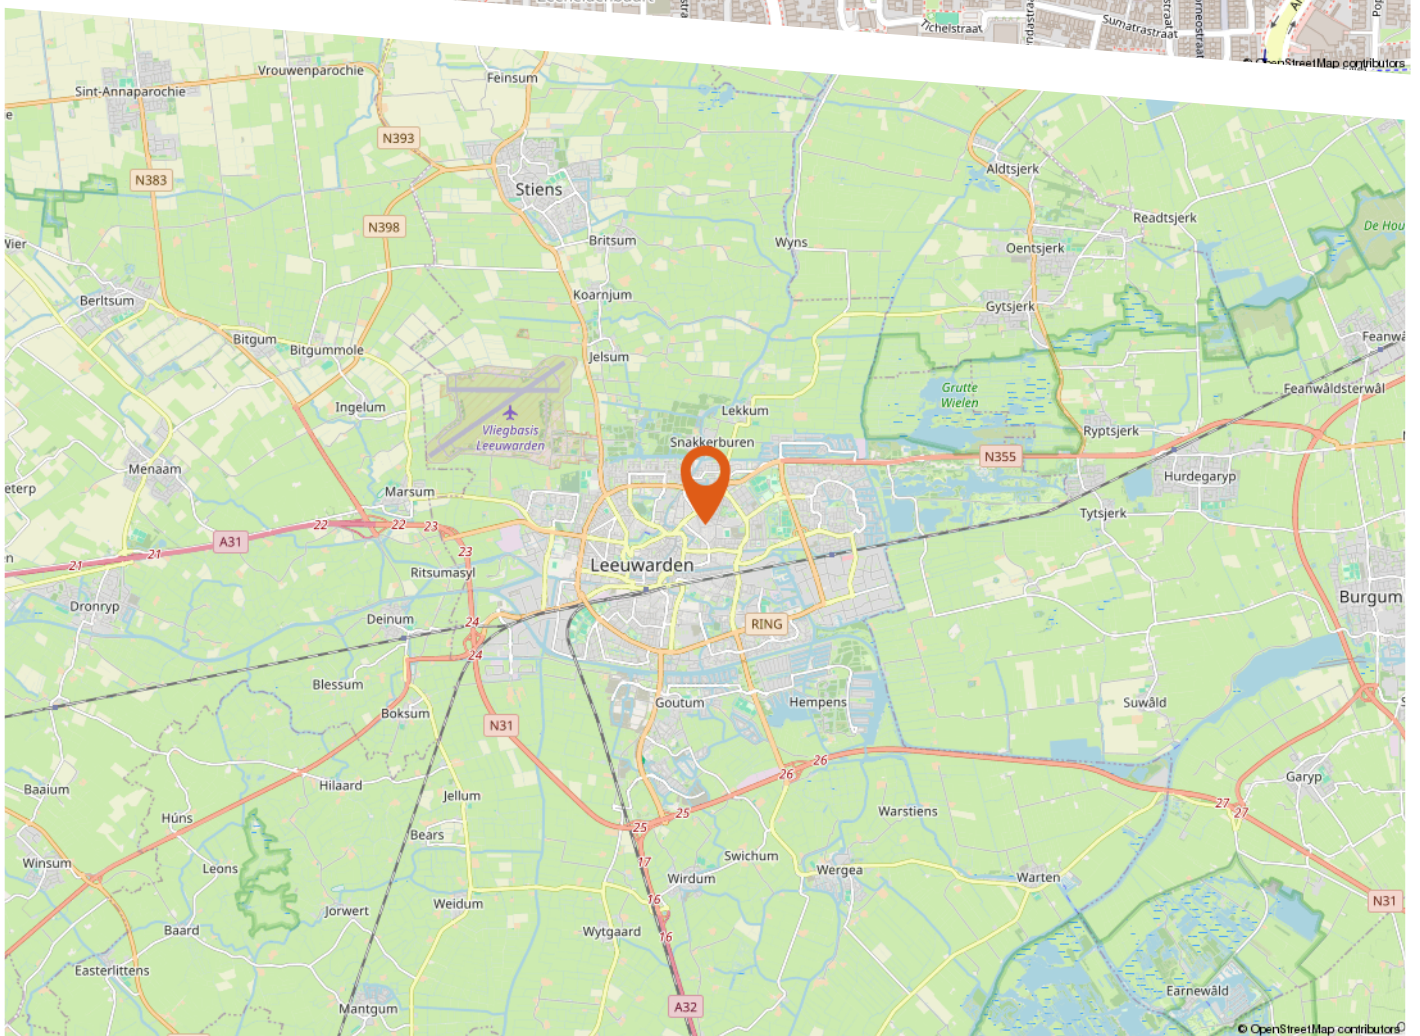 Tichelstraat
Sumatrastraat
© OpenStreetMap contributors
Vrouwenparochie
Feinsum
Sint-Annaparochie
N393
Aldtsjerk
N383
Stiens
Readtsjerk
N398
De Hou
Britsum
Wyns
Wier
Oentsjerk
Koarnjum
Berltsum
Gytsjerk
Bitgum
Feanwâ
Bitgummole
Jelsum
Grutte
Wielen
Feanwâldsterwâl
Ingelum
Lekkum
Vliegbasis
Leeuwarden
Ryptsjerk
Snakkerburen
N355
Menaam
Hurdegaryp
eterp
Marsum
Tytsjerk
22
22
23
A31
21
21
23
Leeuwarden
Ritsumasyl
Burgum
Dronryp
Deinum
24
RING
24
Blessum
Goutum
Hempens
Suwâld
Boksum
N31
26
26
Garyp
Hilaard
Baaium
Jellum
27
27
Warstiens
25
Húns
25
Bears
Swichum
Winsum
17
Leons
Wergea
Wirdum
Warten
16
N31
Weidum
Jorwert
Baard
Wytgaard
16
Easterlittens
Earnewâld
Mantgum
A32
© OpenStreetMap contributors